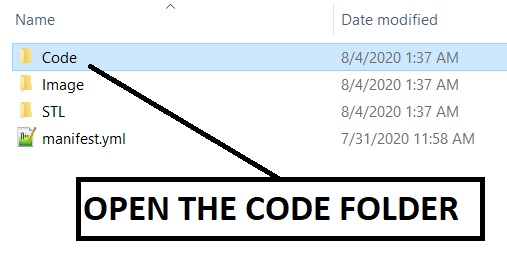 Name Date modified
Code 8/4/2020 1:37 AM
Image 8/4/2020 1:37 AM
STL 8/4/2020 1:37 AM
manifest.yml 7/31/2020 11:58 AM
OPEN THE CODE FOLDER